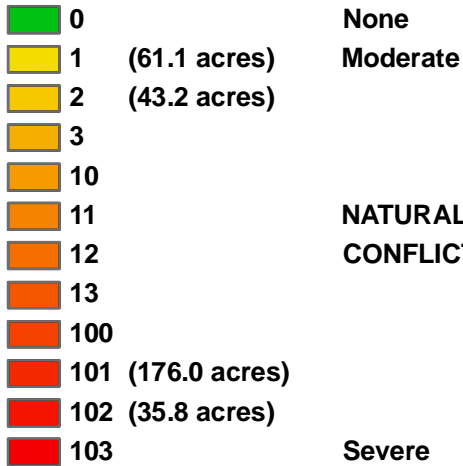 0 None
1 (61.1 acres) Moderate
2 (43.2 acres)
3
10
11 NATURAL
12
13
100
101 (176.0 acres)
102 (35.8 acres)
103 Severe